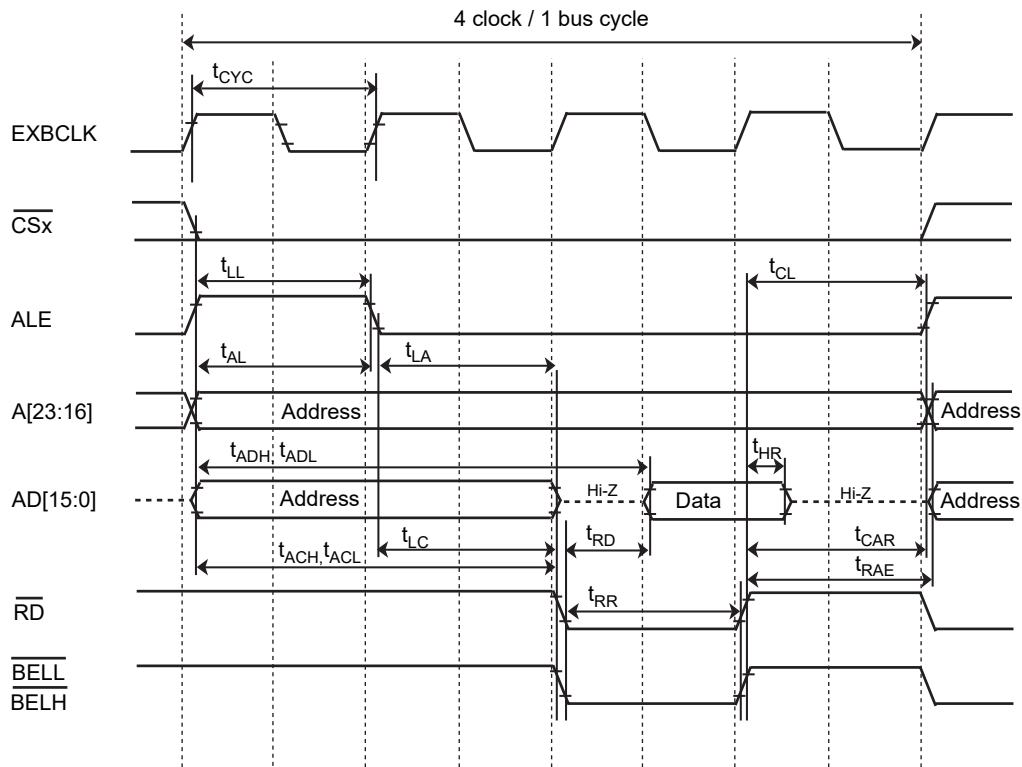 4 clock / 1 bus cycle
tCYC
EXBCLK
CSx
tLL
tCL
ALE
tAL
tLA
A[23:16]
Address
Address
tADH, tADL
tHR
AD[15:0]
Address
Hi-Z
Data
Hi-Z
Address
tLC
tRD
tCAR
tACH,tACL
tRAE
RD
tRR
BELL
BELH